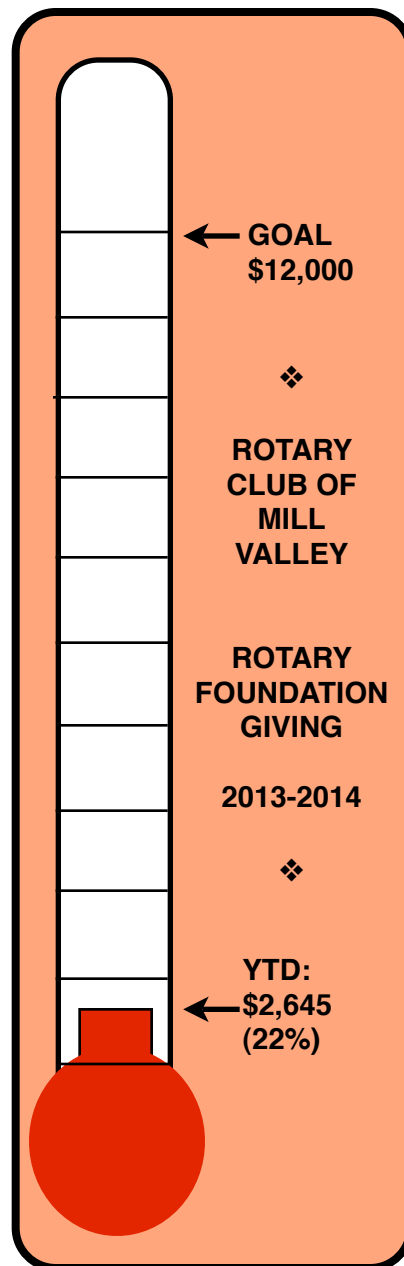 GOAL
$12,000
❖
ROTARY
CLUB OF
MILL
VALLEY
ROTARY
FOUNDATION
GIVING
2013-2014
❖
YTD:
$2,645
(22%)